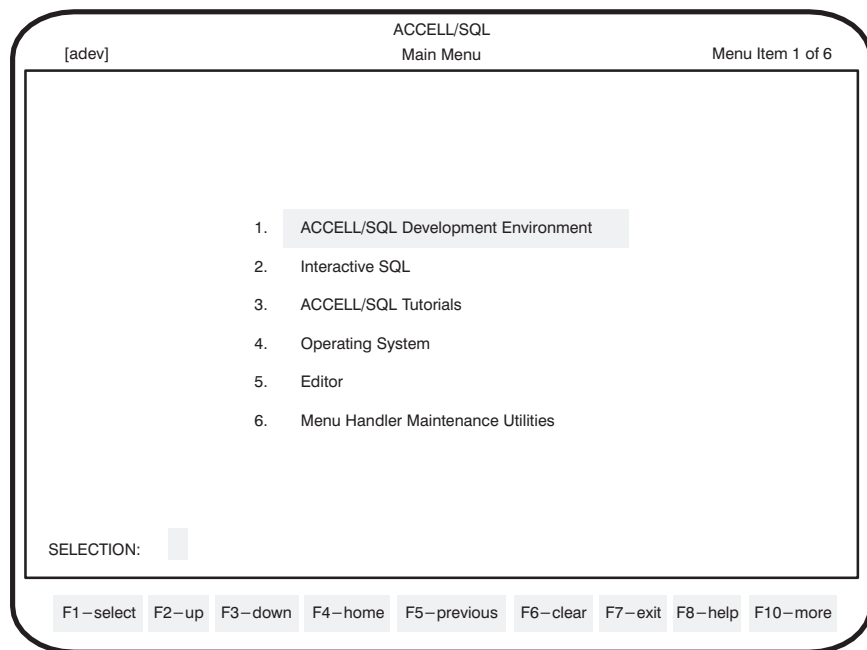 ACCELL/SQL
[adev] Main Menu Menu Item 1 of 6
1. ACCELL/SQL Development Environment
2. Interactive SQL
3. ACCELL/SQL Tutorials
4. Operating System
5. Editor
6. Menu Handler Maintenance Utilities
SELECTION:
F1–select F2–up F3–down F4–home F5–previous F6–clear F7–exit F8–help F10–more